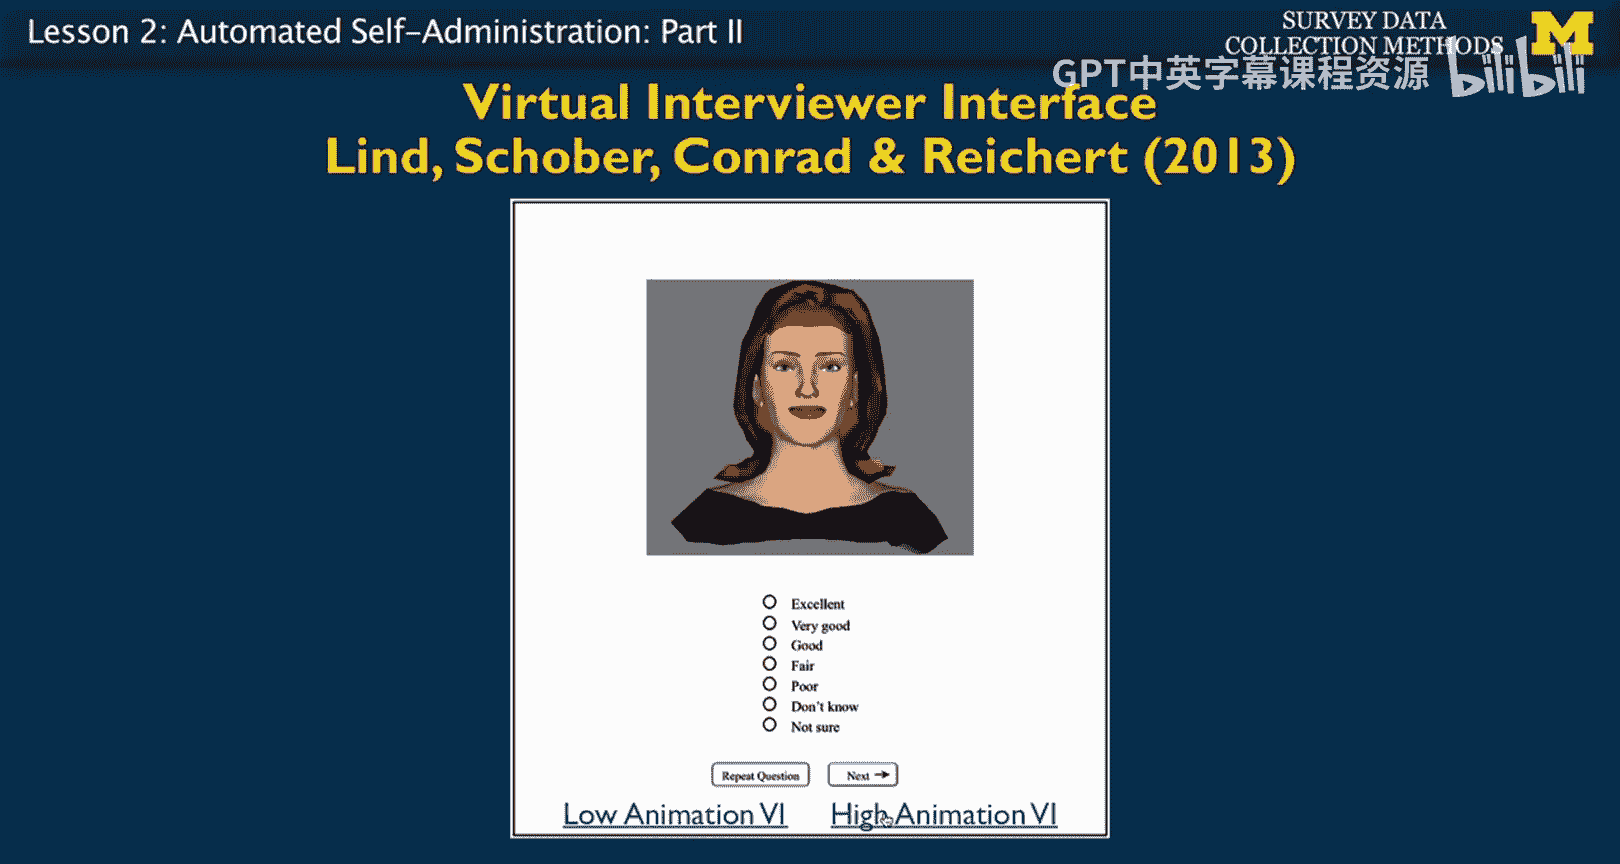 Lesson 2: Automated Self-Administration: Part II
SURVEY DATA
COLLECTION METHODS
M
GPT中英字幕课程资源 bilibili
Virtual Interviewer Interface
Lind, Schober, Conrad & Reichert (2013)
Excellent
Very good
Good
Fair
Poor
Don't know
Not sure
Repeat Question Next
Low Animation VI High Animation VI